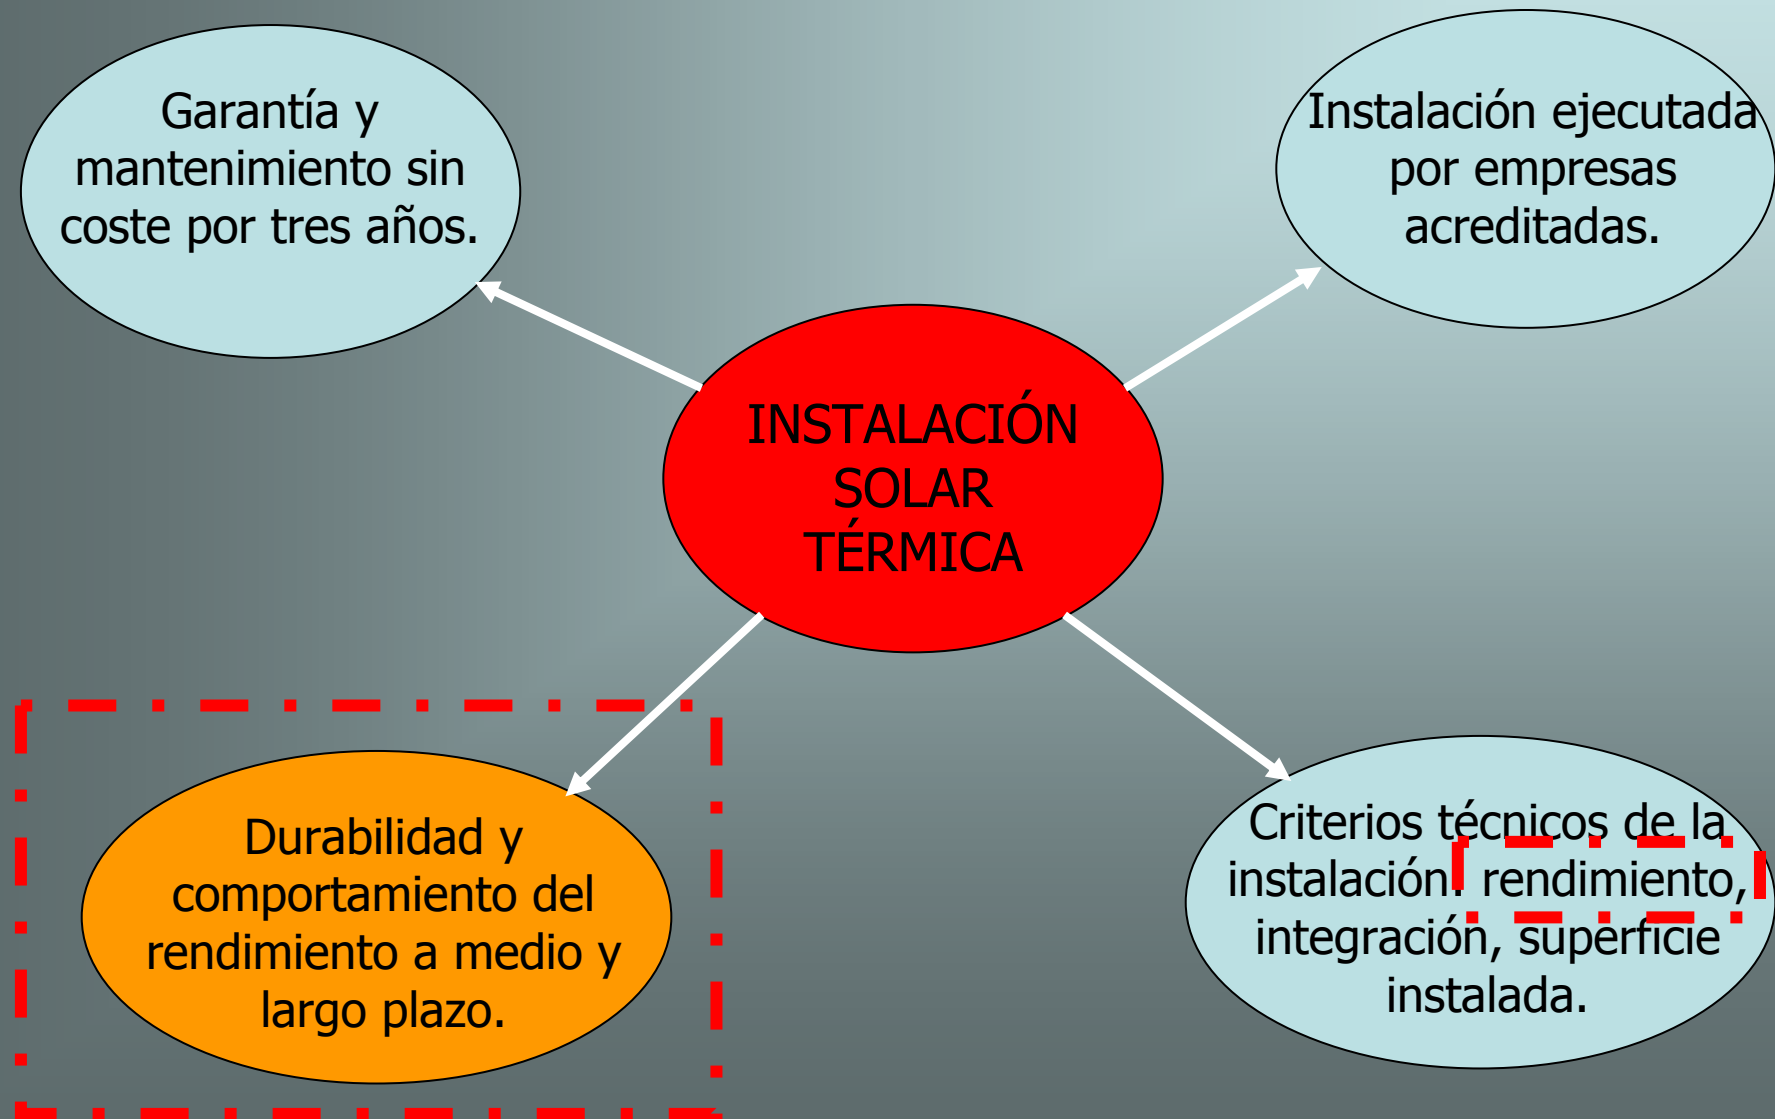 Garantía y
mantenimiento sin
coste por tres años.
Instalación ejecutada
por empresas
acreditadas.
INSTALACIÓN
SOLAR
TÉRMICA
Durabilidad y
comportamiento del
rendimiento a medio y
largo plazo.
Criterios técnicos de la
instalación: rendimiento,
integración, superficie
instalada.